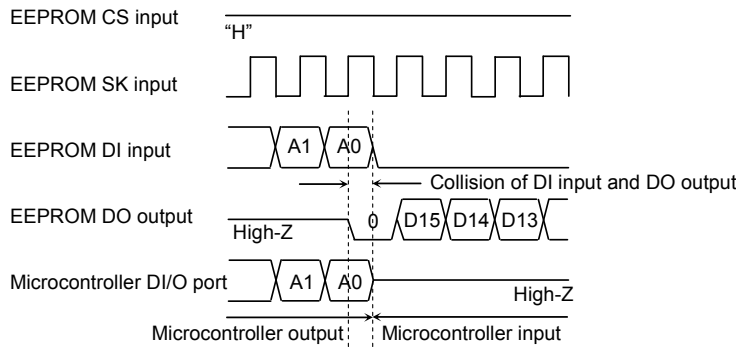 EEPROM CS input
“H”
EEPROM SK input
EEPROM DI input A1 A0
Collision of DI input and DO output
EEPROM DO output 0 D15 D14 D13
High-Z
Microcontroller DI/O port A1 A0
High-Z
Microcontroller output Microcontroller input